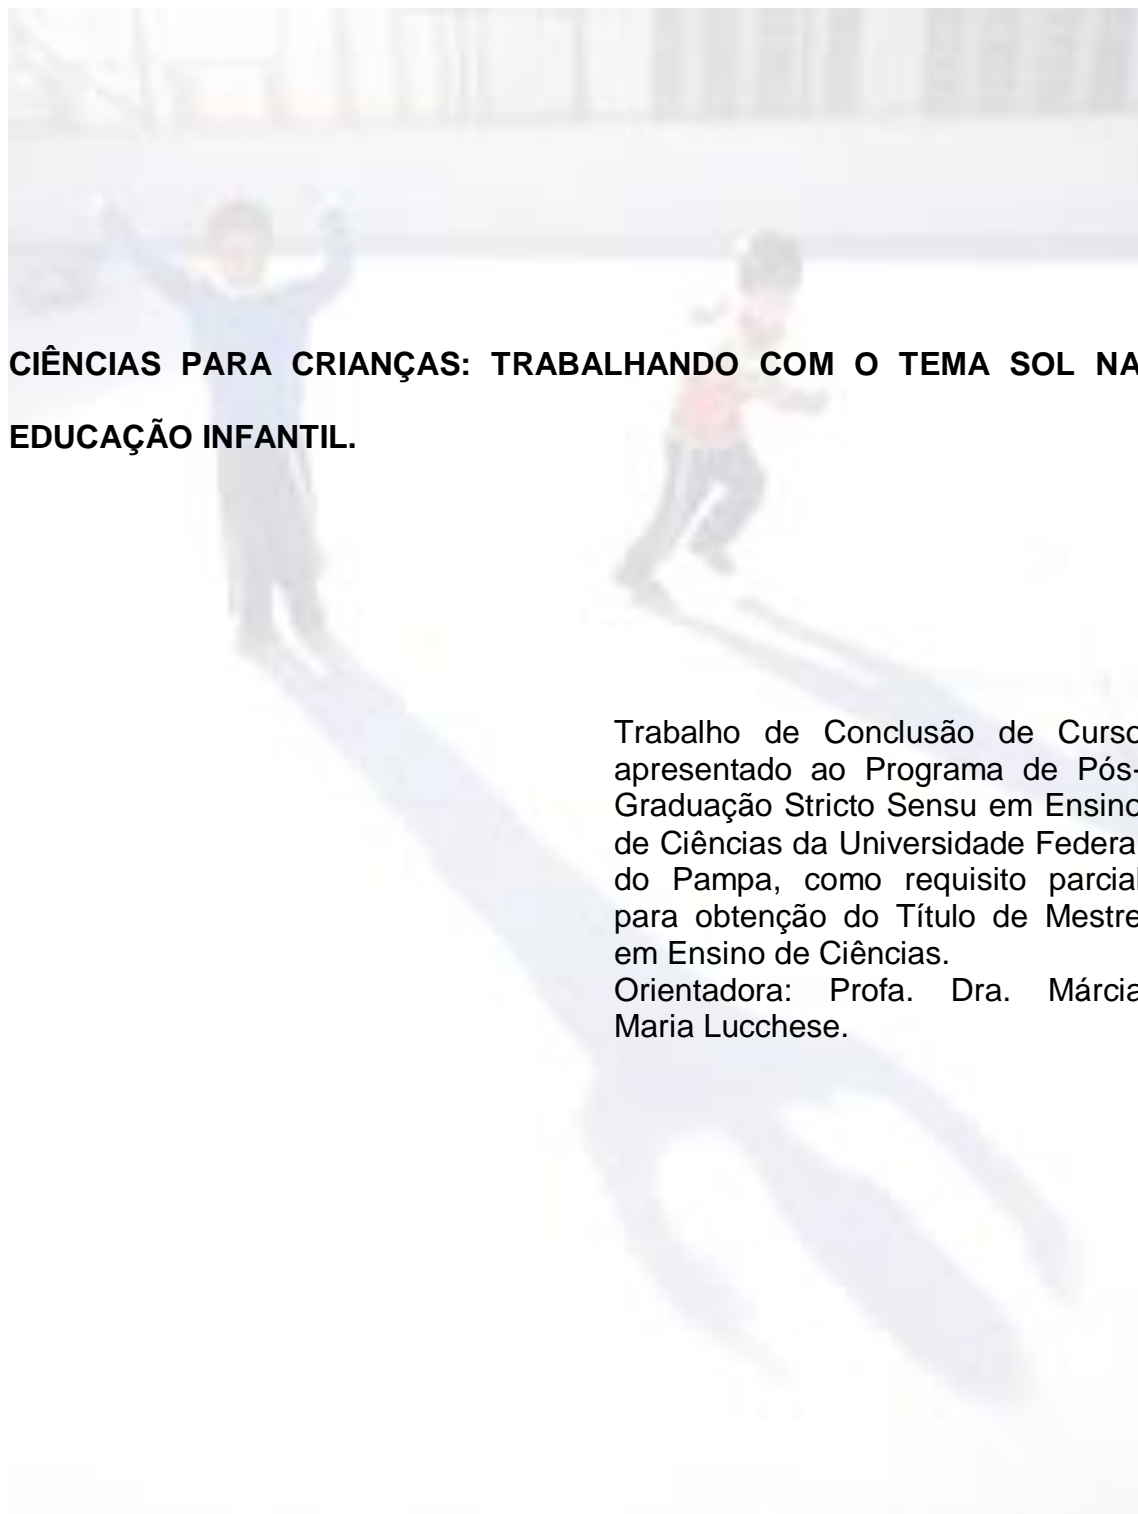 CIÊNCIAS PARA CRIANÇAS: TRABALHANDO COM O TEMA SOL NA
EDUCAÇÃO INFANTIL.
Trabalho de Conclusão de Curso
apresentado ao Programa de Pós-
Graduação Stricto Sensu em Ensino
de Ciências da Universidade Federal
do Pampa, como requisito parcial
para obtenção do Título de Mestre
em Ensino de Ciências.
Orientadora: Profa. Dra. Márcia
Maria Lucchese.